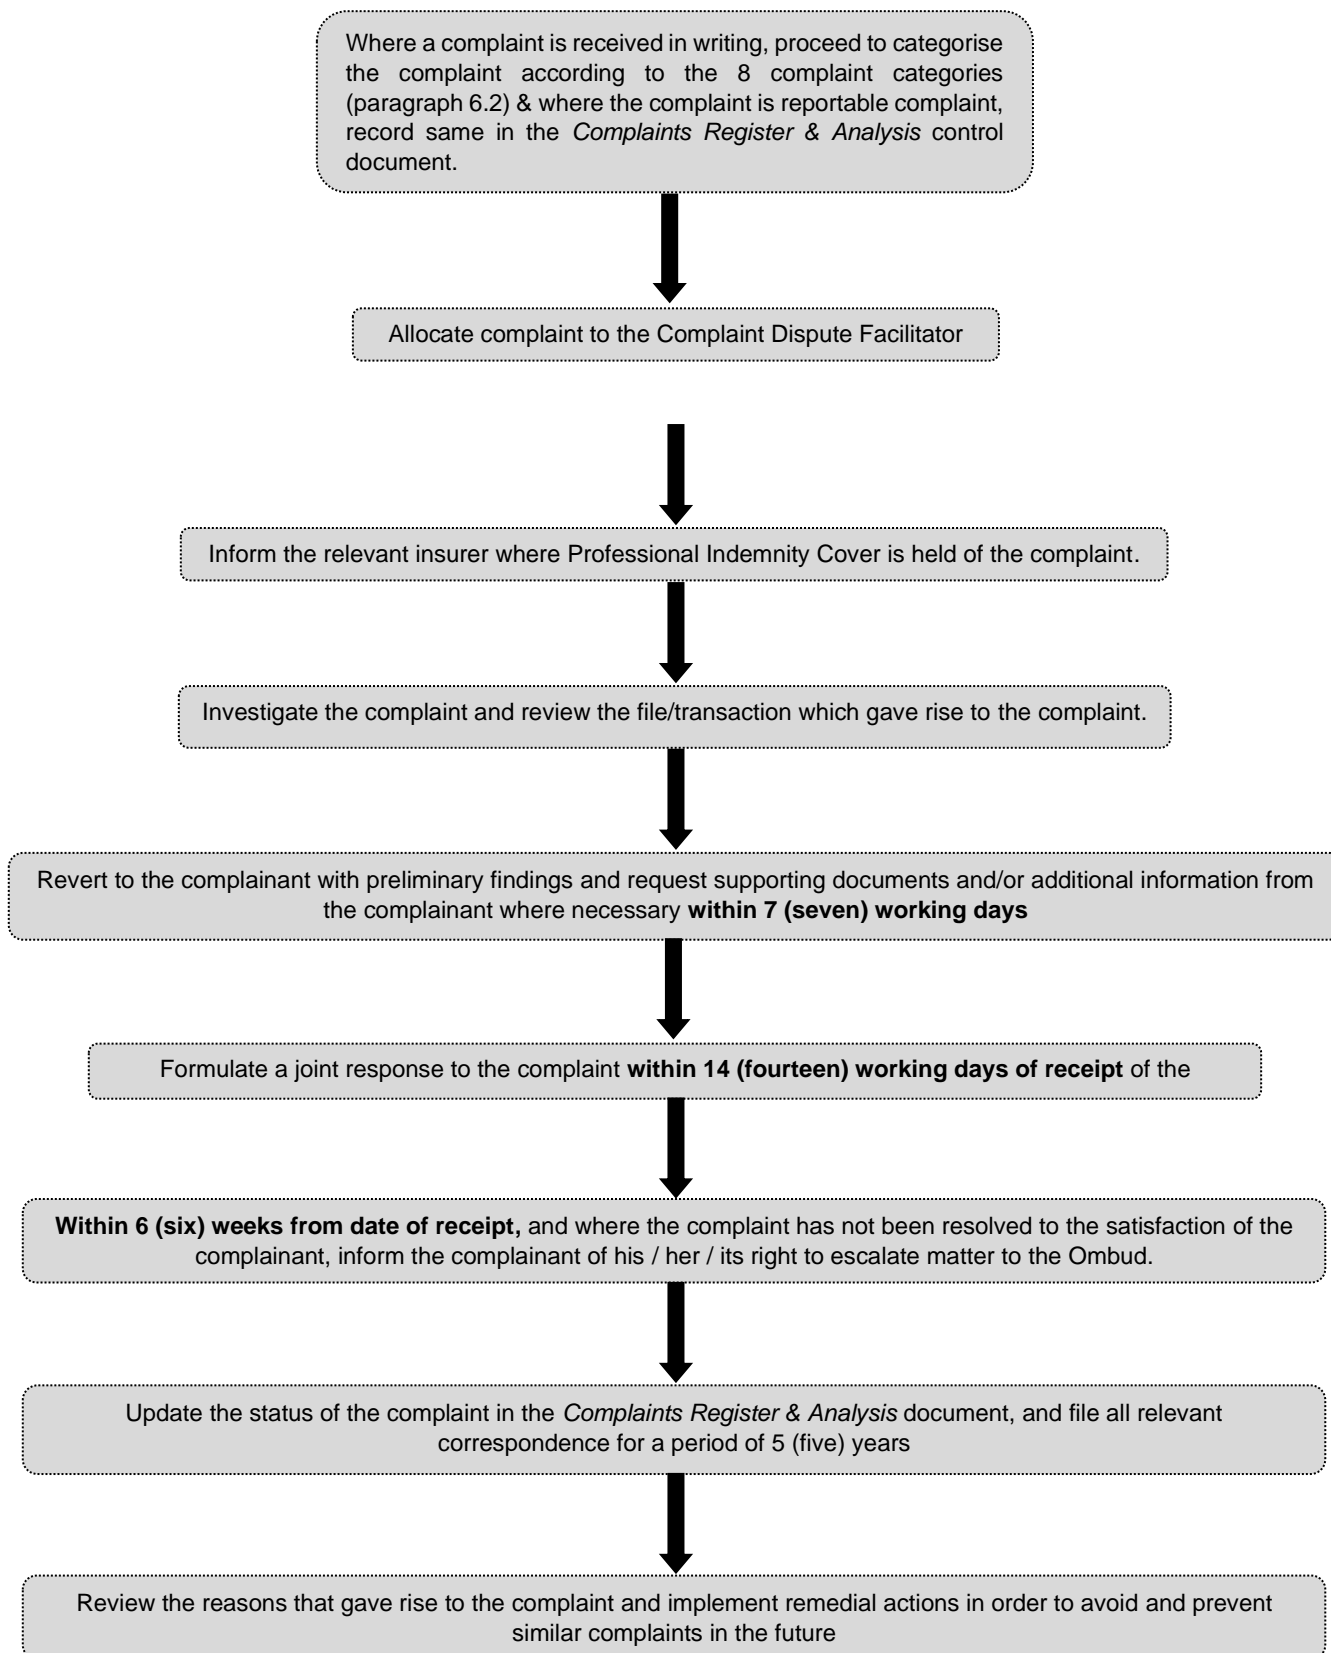 Where a complaint is received in writing, proceed to categorise
the complaint according to the 8 complaint categories
(paragraph 6.2) & where the complaint is reportable complaint,
record same in the Complaints Register & Analysis control
document.
Allocate complaint to the Complaint Dispute Facilitator
Inform the relevant insurer where Professional Indemnity Cover is held of the complaint.
Investigate the complaint and review the file/transaction which gave rise to the complaint.
Revert to the complainant with preliminary findings and request supporting documents and/or additional information from
the complainant where necessary within 7 (seven) working days
Formulate a joint response to the complaint within 14 (fourteen) working days of receipt of the
Within 6 (six) weeks from date of receipt, and where the complaint has not been resolved to the satisfaction of the
complainant, inform the complainant of his / her / its right to escalate matter to the Ombud.
Update the status of the complaint in the Complaints Register & Analysis document, and file all relevant
correspondence for a period of 5 (five) years
Review the reasons that gave rise to the complaint and implement remedial actions in order to avoid and prevent
similar complaints in the future